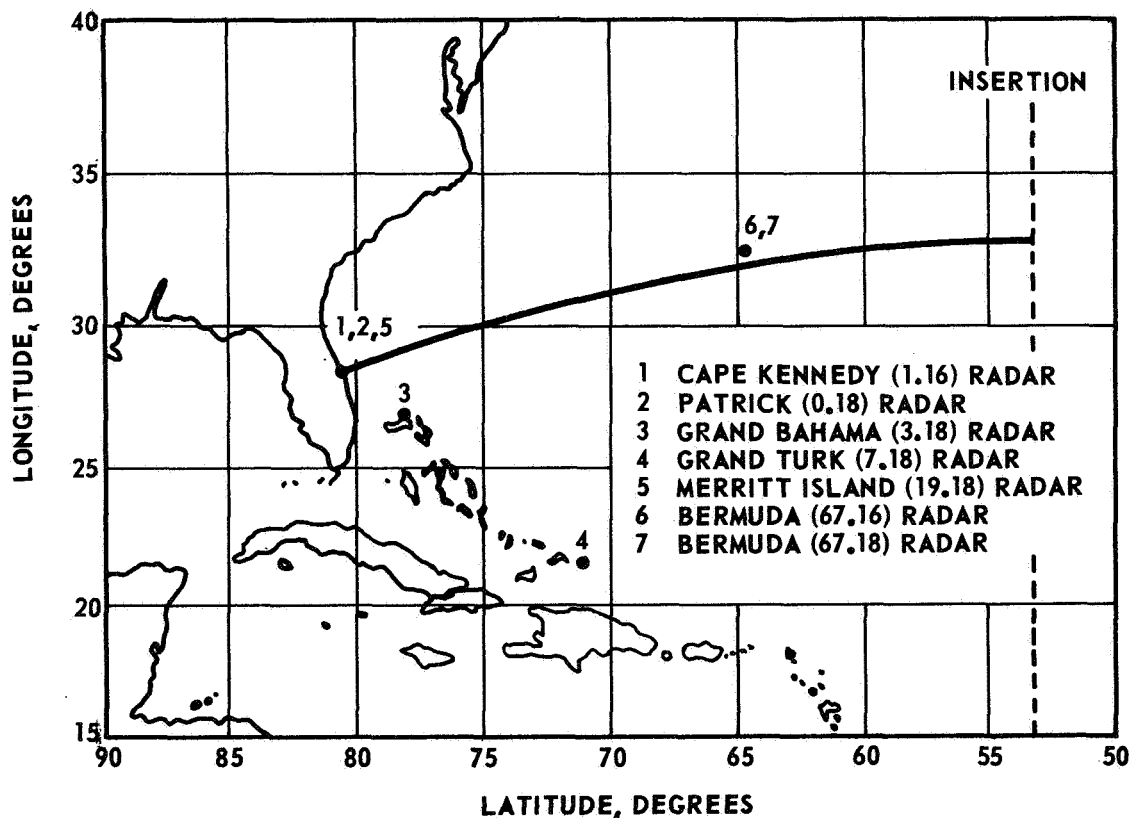 40
INSERTION
35
LONGITUDE, DEGREES
6,7
30
1,2,5
1 CAPE KENNEDY (1.16) RADAR
2 PATRICK (0.18) RADAR
3
3 GRAND BAHAMA (3.18) RADAR
25
4 GRAND TURK (7.18) RADAR
5 MERRITT ISLAND (19.18) RADAR
6 BERMUDA (67.16) RADAR
4
7 BERMUDA (67.18) RADAR
20
15
90 80 75 70 65 60 55 50
LATITUDE, DEGREES